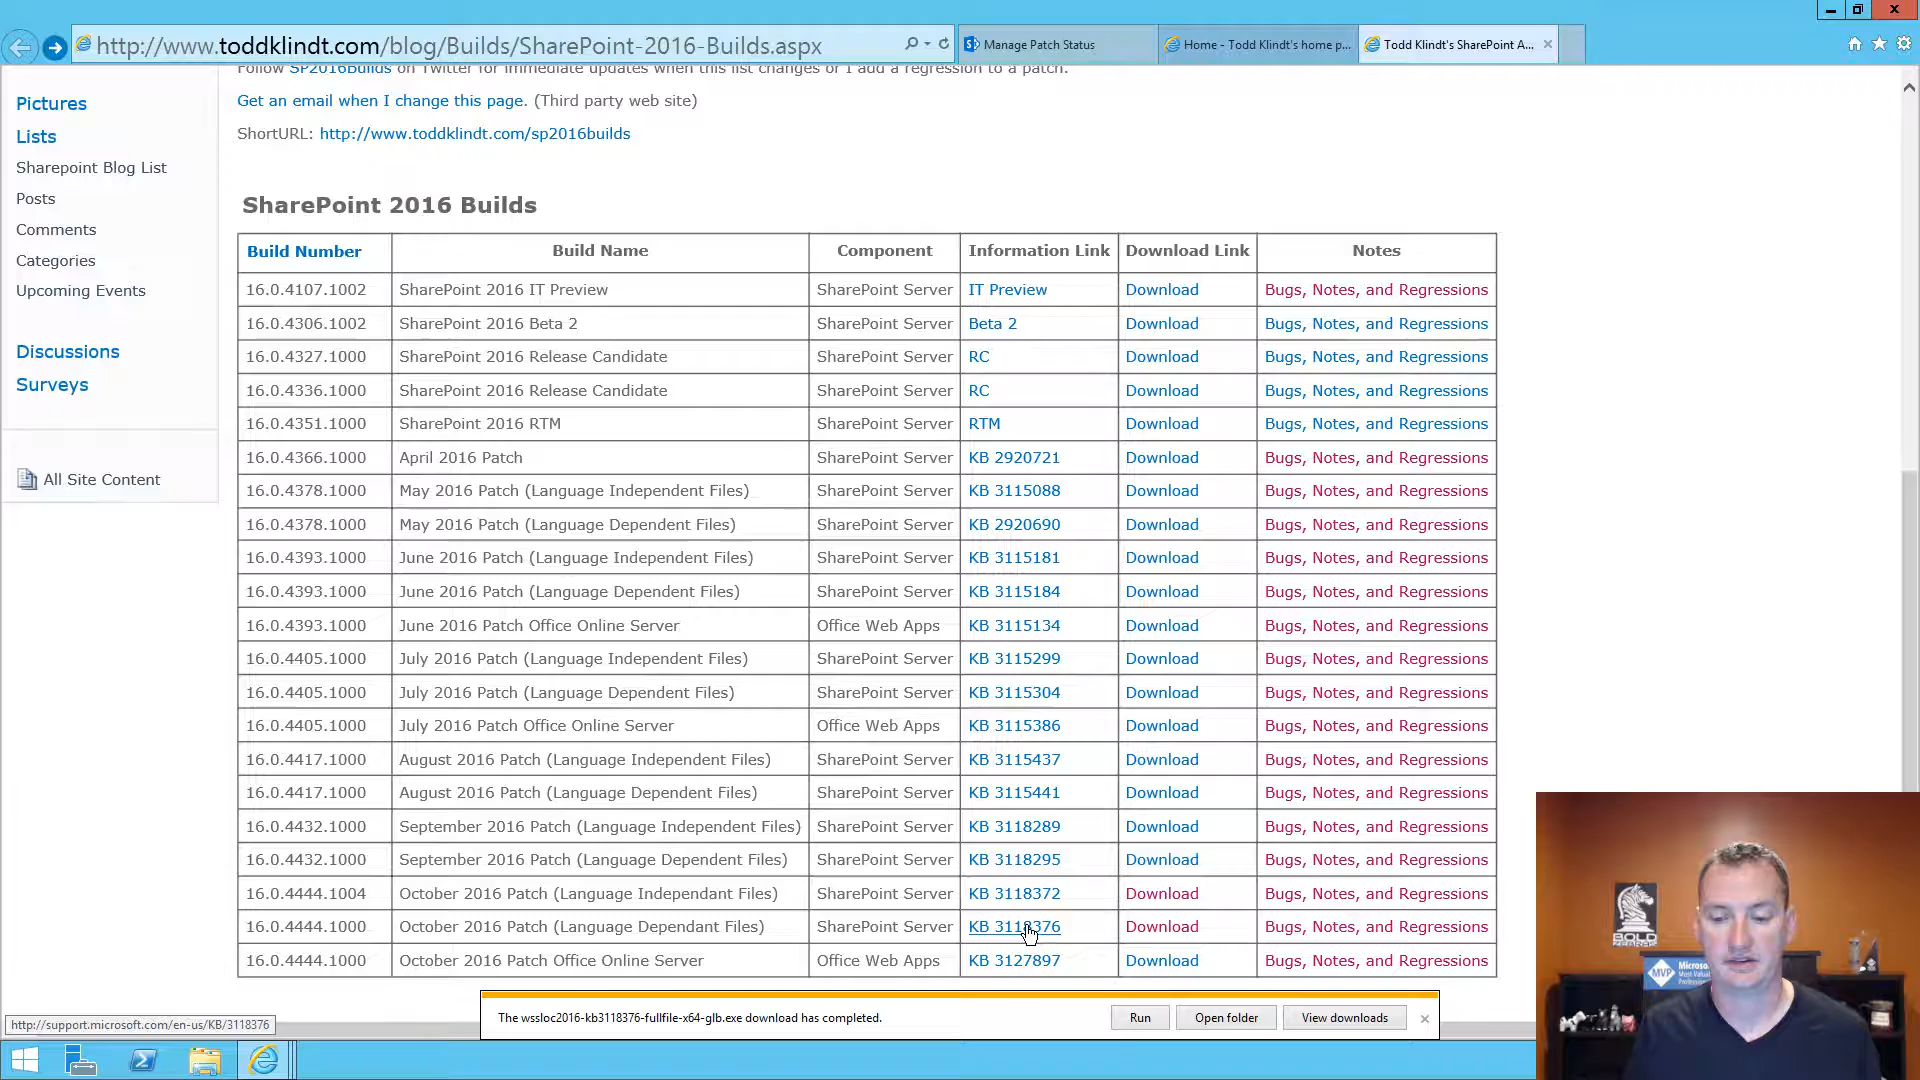 http://www.toddklindt.com/blog/Builds/SharePoint-2016-Builds.aspx
Manage Patch Status
Home - Todd Klindt's home p...
Todd Klindt's SharePoint A...
Follow SP2016Builds on Twitter for immediate updates when this list changes or I add a regression to a patch.
Get an email when I change this page. (Third party web site)
ShortURL: http://www.toddklindt.com/sp2016builds
Pictures
Lists
Sharepoint Blog List
Posts
Comments
Categories
Upcoming Events
Discussions
Surveys
All Site Content
SharePoint 2016 Builds
Build Number Build Name Component Information Link Download Link Notes
16.0.4107.1002 SharePoint 2016 IT Preview SharePoint Server IT Preview Download Bugs, Notes, and Regressions
16.0.4306.1002 SharePoint 2016 Beta 2 SharePoint Server Beta 2 Download Bugs, Notes, and Regressions
16.0.4327.1000 SharePoint 2016 Release Candidate SharePoint Server RC Download Bugs, Notes, and Regressions
16.0.4336.1000 SharePoint 2016 Release Candidate SharePoint Server RC Download Bugs, Notes, and Regressions
16.0.4351.1000 SharePoint 2016 RTM SharePoint Server RTM Download Bugs, Notes, and Regressions
16.0.4366.1000 April 2016 Patch SharePoint Server KB 2920721 Download Bugs, Notes, and Regressions
16.0.4378.1000 May 2016 Patch (Language Independent Files) SharePoint Server KB 3115088 Download Bugs, Notes, and Regressions
16.0.4378.1000 May 2016 Patch (Language Dependent Files) SharePoint Server KB 2920690 Download Bugs, Notes, and Regressions
16.0.4393.1000 June 2016 Patch (Language Independent Files) SharePoint Server KB 3115181 Download Bugs, Notes, and Regressions
16.0.4393.1000 June 2016 Patch (Language Dependent Files) SharePoint Server KB 3115184 Download Bugs, Notes, and Regressions
16.0.4393.1000 June 2016 Patch Office Online Server Office Web Apps KB 3115134 Download Bugs, Notes, and Regressions
16.0.4405.1000 July 2016 Patch (Language Independent Files) SharePoint Server KB 3115299 Download Bugs, Notes, and Regressions
16.0.4405.1000 July 2016 Patch (Language Dependent Files) SharePoint Server KB 3115304 Download Bugs, Notes, and Regressions
16.0.4405.1000 July 2016 Patch Office Online Server Office Web Apps KB 3115386 Download Bugs, Notes, and Regressions
16.0.4417.1000 August 2016 Patch (Language Independent Files) SharePoint Server KB 3115437 Download Bugs, Notes, and Regressions
16.0.4417.1000 August 2016 Patch (Language Dependent Files) SharePoint Server KB 3115441 Download Bugs, Notes, and Regressions
16.0.4432.1000 September 2016 Patch (Language Independent Files) SharePoint Server KB 3118289 Download Bugs, Notes, and Regressions
16.0.4432.1000 September 2016 Patch (Language Dependent Files) SharePoint Server KB 3118295 Download Bugs, Notes, and Regressions
16.0.4444.1004 October 2016 Patch (Language Independant Files) SharePoint Server KB 3118372 Download Bugs, Notes, and Regressions
16.0.4444.1000 October 2016 Patch (Language Dependant Files) SharePoint Server KB 3118376 Download Bugs, Notes, and Regressions
16.0.4444.1000 October 2016 Patch Office Online Server Office Web Apps KB 3127897 Download Bugs, Notes, and Regressions
The wssloc2016-kb3118376-fullfile-x64-glb.exe download has completed.
Run
Open folder
View downloads
http://support.microsoft.com/en-us/KB/3118376
BOLD
MVP